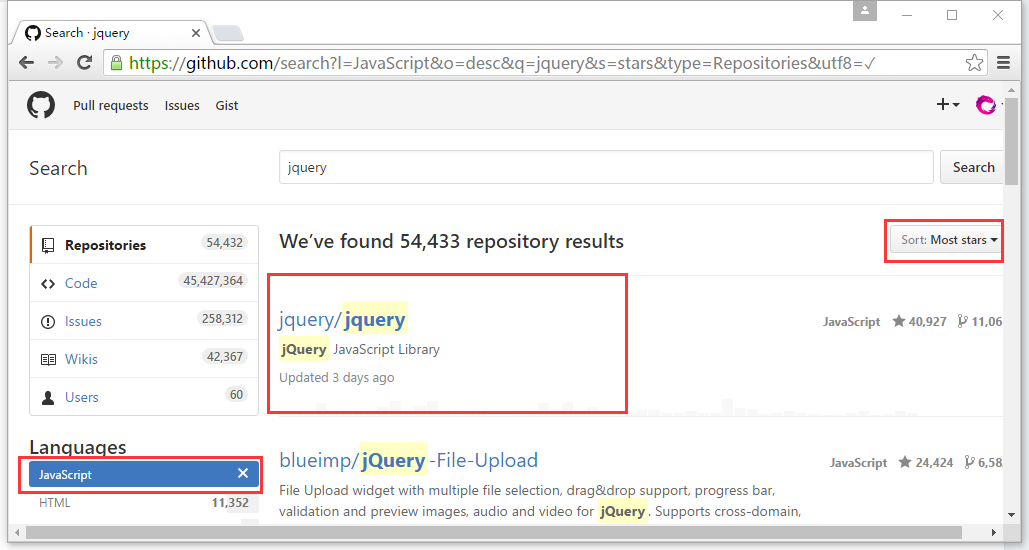 Search · jquery
https://github.com/search?l=JavaScript&o=desc&q=jquery&s=stars&type=Repositories&utf8=✓
Pull requests Issues Gist
Search jquery Search
Repositories 54,432
Code 45,427,364
Issues 258,312
Wikis 42,367
Users 60
Languages
JavaScript
HTML 11,352
We've found 54,433 repository results
Sort: Most stars
jquery/jquery
JavaScript 40,927
jQuery JavaScript Library
Updated 3 days ago
blueimp/jQuery-File-Upload
JavaScript 24,424
File Upload widget with multiple file selection, drag&drop support, progress bar,
validation and preview images, audio and video for jQuery. Supports cross-domain,